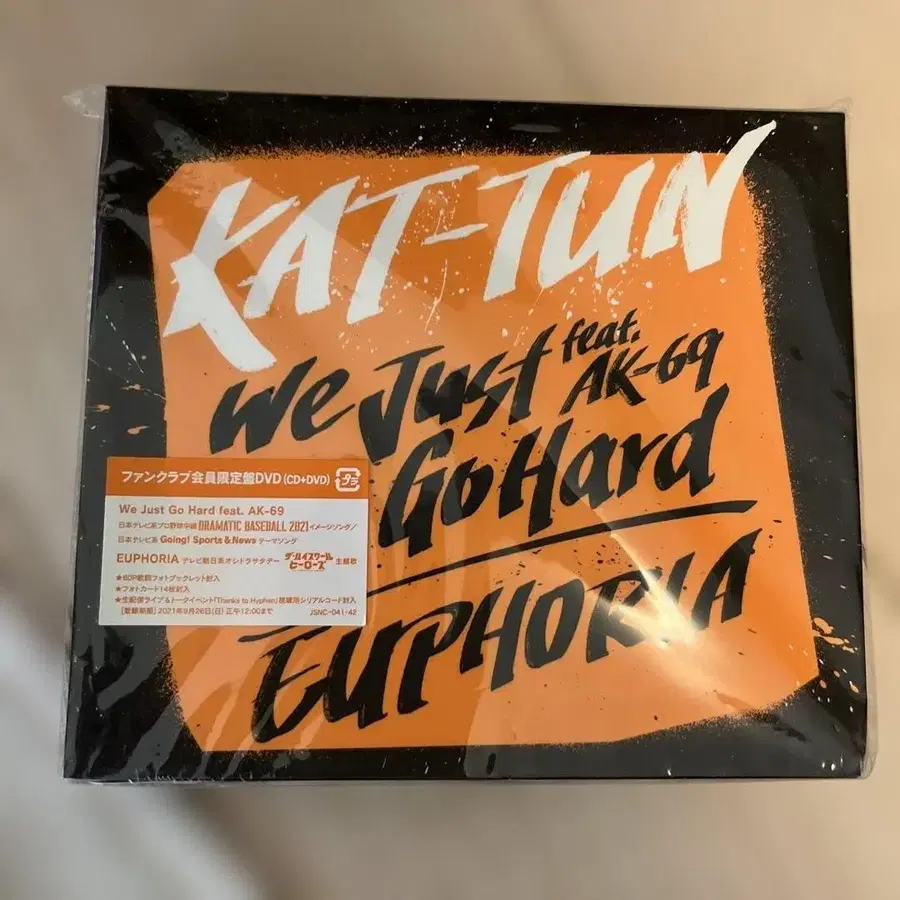 KAT-TUN
We Just feat. AK-69
Go Hard
EUPHORIA
ファンクラブ会員限定盤DVD(CD+DVD)
We Just Go Hard feat. AK-69
日本テレビ系プロ野球中継 DRAMATIC BASEBALL 2021 イメージソング/
日本テレビ系 Going! Sports & News テーマソング
EUPHORIA テレビ朝日系オシドラサタデー ザ・ハイスクール ヒーローズ 主題歌
★60P歌詞フォトブックレット封入
★フォトカード14枚封入
★生配信ライブ&トークイベント「Thanks to Hyphen」視聴用シリアルコード封入
[登録期間] 2021年9月26日(日) 正午12:00まで
JSNC-041・42